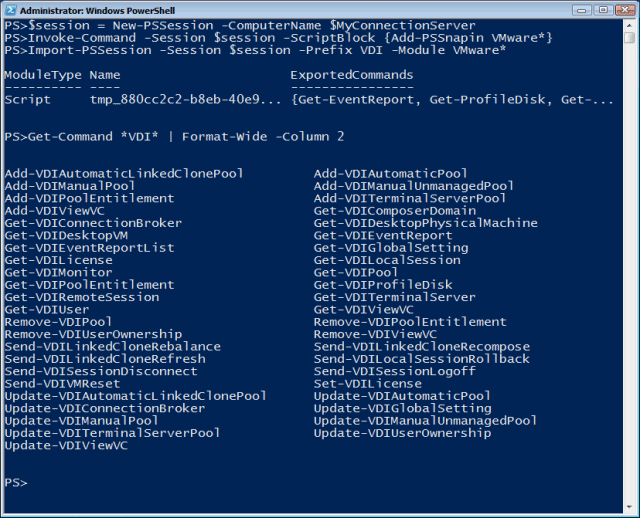 Administrator: Windows PowerShell
PS>$session = New-PSSession -ComputerName $MyConnectionServer
PS>Invoke-Command -Session $session -ScriptBlock {Add-PSSnapin VMware*}
PS>Import-PSSession -Session $session -Prefix VDI -Module VMware*
ModuleType Name ExportedCommands
---------- ---- ----------------
Script tmp_880cc2c2-b8eb-40e9... {Get-EventReport, Get-ProfileDisk, Get-...
PS>Get-Command *VDI* | Format-Wide -Column 2
Add-VDIAutomaticLinkedClonePool Add-VDIAutomaticPool
Add-VDIManualPool Add-VDIManualUnmanagedPool
Add-VDIPoolEntitlement Add-VDITerminalServerPool
Add-VDIViewVC Get-VDIComposerDomain
Get-VDIConnectionBroker Get-VDIDesktopPhysicalMachine
Get-VDIDesktopVM Get-VDIEventReport
Get-VDIEventReportList Get-VDIGlobalSetting
Get-VDILicense Get-VDILocalSession
Get-VDIMonitor Get-VDIPool
Get-VDIPoolEntitlement Get-VDIProfileDisk
Get-VDIRemoteSession Get-VDITerminalServer
Get-VDIUser Get-VDIViewVC
Remove-VDIPool Remove-VDIPoolEntitlement
Remove-VDIUserOwnership Remove-VDIViewVC
Send-VDILinkedCloneRebalance Send-VDILinkedCloneRecompose
Send-VDILinkedCloneRefresh Send-VDILocalSessionRollback
Send-VDISessionDisconnect Send-VDISessionLogoff
Send-VDIVMReset Set-VDILicense
Update-VDIAutomaticLinkedClonePool Update-VDIAutomaticPool
Update-VDIConnectionBroker Update-VDIGlobalSetting
Update-VDIManualPool Update-VDIManualUnmanagedPool
Update-VDITerminalServerPool Update-VDIUserOwnership
Update-VDIViewVC
PS>